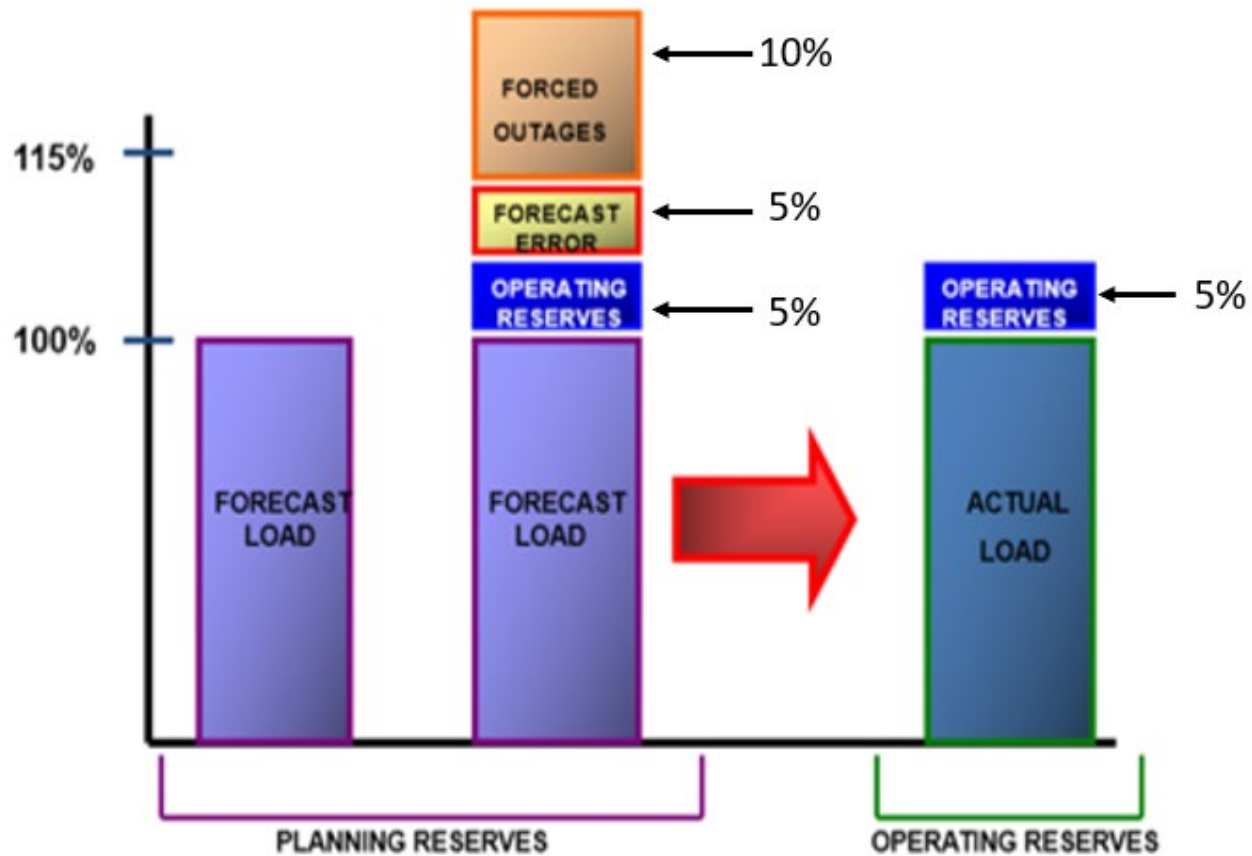 10%
FORCED
OUTAGES
115%
FORECAST
ERROR
5%
OPERATING
RESERVES
5%
OPERATING
RESERVES
5%
100%
FORECAST
LOAD
FORECAST
LOAD
ACTUAL
LOAD
PLANNING RESERVES
OPERATING RESERVES